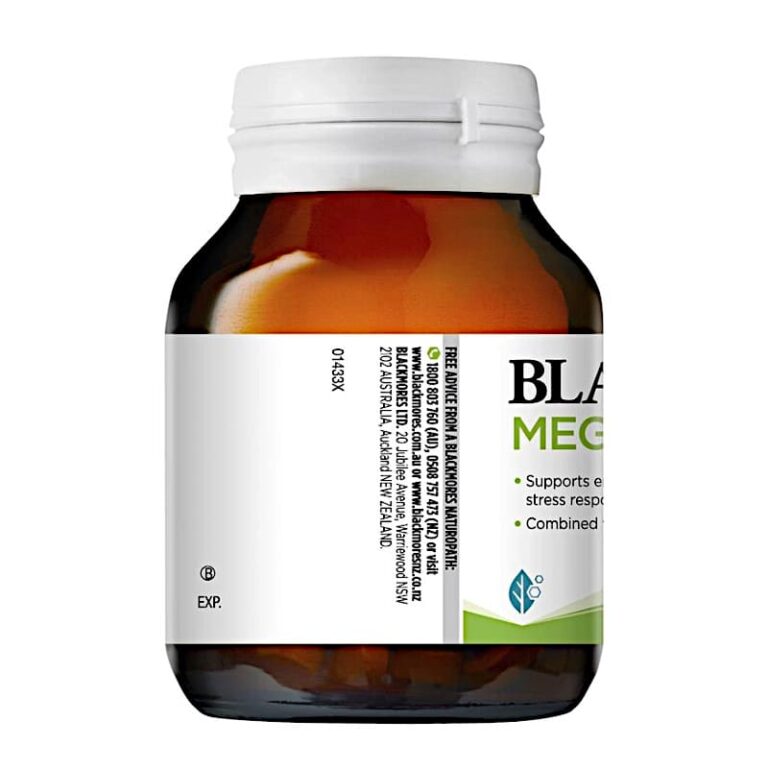 01433X
FREE ADVICE FROM A BLACKMORES NATUROPATH:
1800 803 760 (AU), 0508 757 473 (NZ) or visit
www.blackmores.com.au or www.blackmoresnz.co.nz
BLACKMORES LTD. 20 Jubilee Avenue, Warriewood NSW
2102 AUSTRALIA, Auckland NEW ZEALAND.
B
EXP.
BLA
MEG
• Supports e
stress respo
• Combined